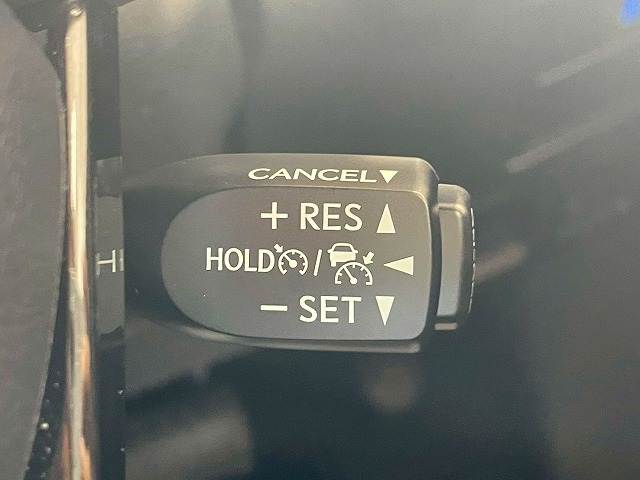 CANCEL▼
+ RES ▲
HOLD / ◀
− SET ▼